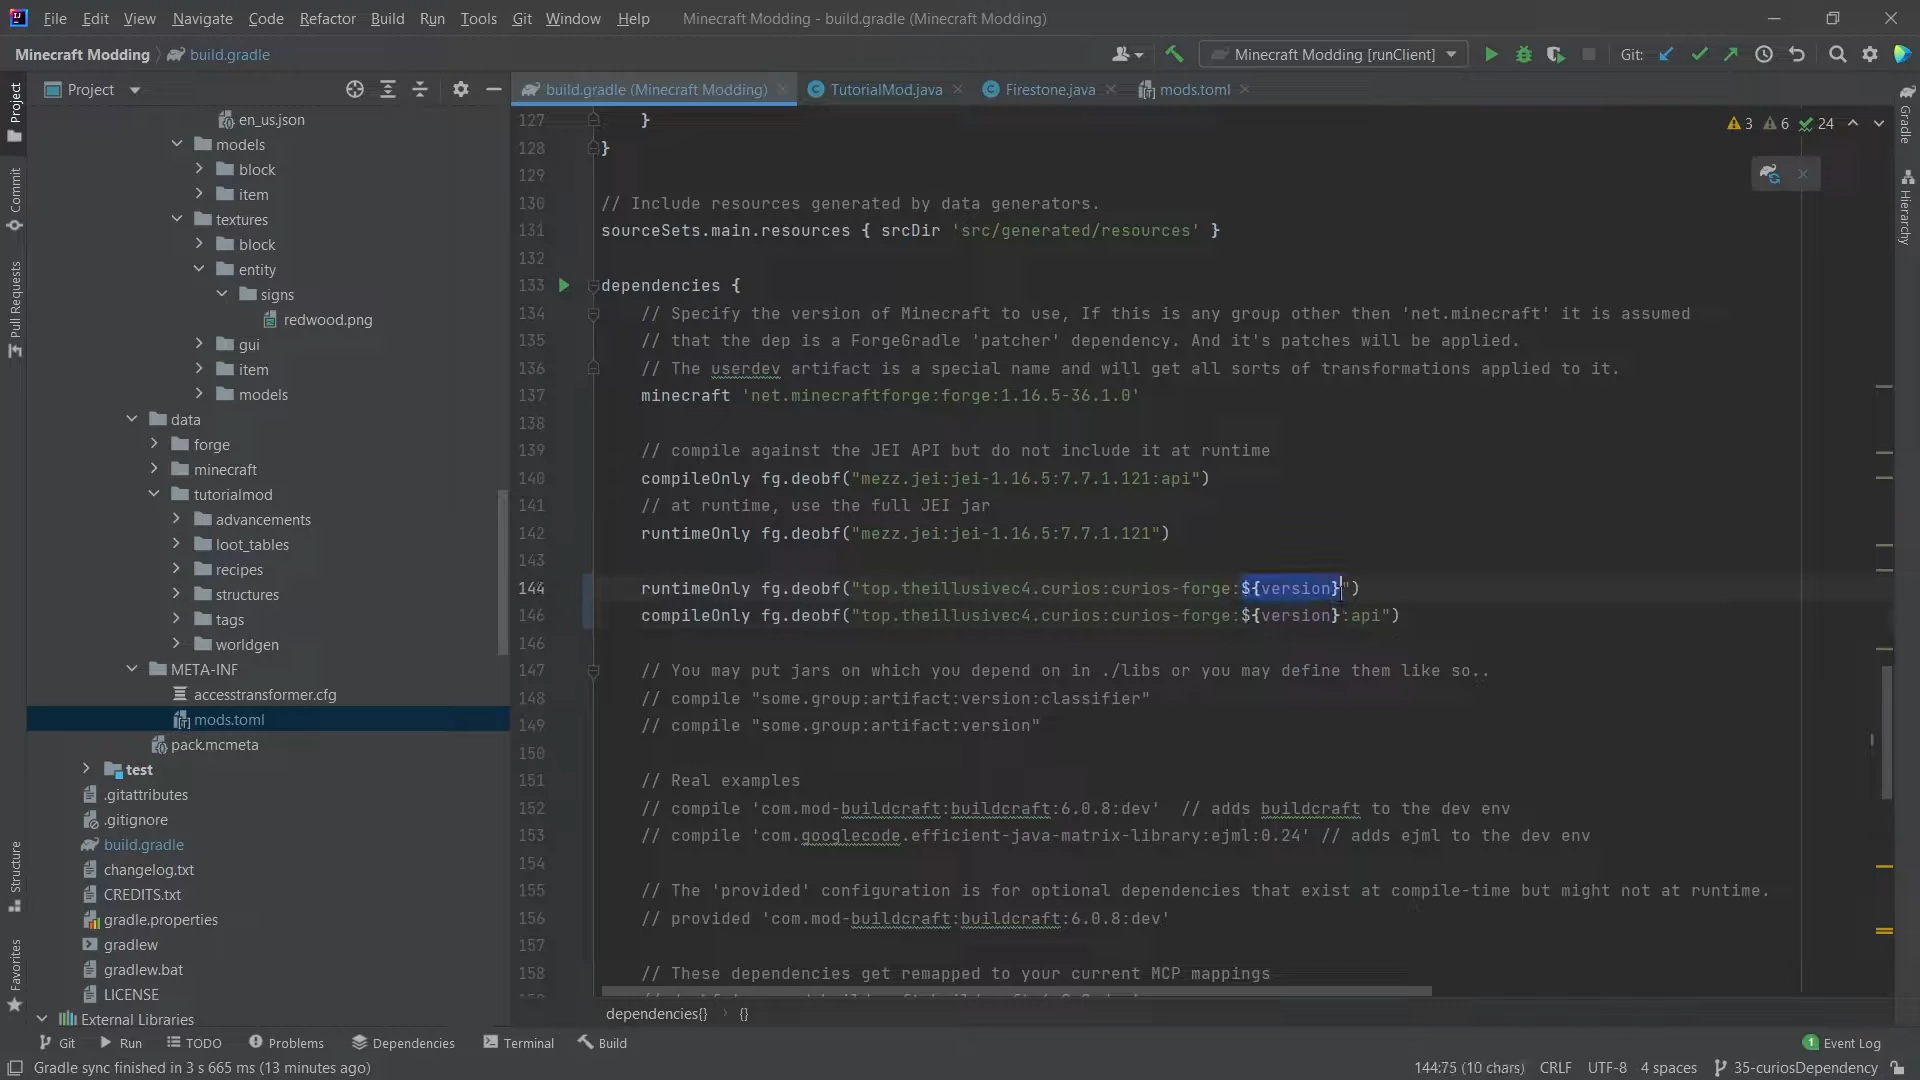 File Edit View Navigate Code Refactor Build Run Tools Git Window Help Minecraft Modding - build.gradle (Minecraft Modding)
Minecraft Modding build.gradle Minecraft Modding [runClient] Git:
Project build.gradle (Minecraft Modding) TutorialMod.java Firestone.java mods.toml
Project
Commit
Pull Requests
Structure
Favorites
en_us.json
models
block
item
textures
block
entity
signs
redwood.png
gui
item
models
data
forge
minecraft
tutorialmod
advancements
loot_tables
recipes
structures
tags
worldgen
META-INF
accesstransformer.cfg
mods.toml
pack.mcmeta
test
.gitattributes
.gitignore
build.gradle
changelog.txt
CREDITS.txt
gradle.properties
gradlew
gradlew.bat
LICENSE
External Libraries
3 6 24
127 }
128 }
129
130 // Include resources generated by data generators.
131 sourceSets.main.resources { srcDir 'src/generated/resources' }
132
133 dependencies {
134 // Specify the version of Minecraft to use, If this is any group other then 'net.minecraft' it is assumed
135 // that the dep is a ForgeGradle 'patcher' dependency. And it's patches will be applied.
136 // The userdev artifact is a special name and will get all sorts of transformations applied to it.
137 minecraft 'net.minecraftforge:forge:1.16.5-36.1.0'
138
139 // compile against the JEI API but do not include it at runtime
140 compileOnly fg.deobf("mezz.jei:jei-1.16.5:7.7.1.121:api")
141 // at runtime, use the full JEI jar
142 runtimeOnly fg.deobf("mezz.jei:jei-1.16.5:7.7.1.121")
143
144 runtimeOnly fg.deobf("top.theillusivec4.curios:curios-forge:${version}")
146 compileOnly fg.deobf("top.theillusivec4.curios:curios-forge:${version}:api")
146
147 // You may put jars on which you depend on in ./libs or you may define them like so..
148 // compile "some.group:artifact:version:classifier"
149 // compile "some.group:artifact:version"
150
151 // Real examples
152 // compile 'com.mod-buildcraft:buildcraft:6.0.8:dev' // adds buildcraft to the dev env
153 // compile 'com.googlecode.efficient-java-matrix-library:ejml:0.24' // adds ejml to the dev env
154
155 // The 'provided' configuration is for optional dependencies that exist at compile-time but might not at runtime.
156 // provided 'com.mod-buildcraft:buildcraft:6.0.8:dev'
157
158 // These dependencies get remapped to your current MCP mappings
dependencies{} {}
Gradle
Hierarchy
Git Run TODO Problems Dependencies Terminal Build 1 Event Log
Gradle sync finished in 3 s 665 ms (13 minutes ago) 144:75 (10 chars) CRLF UTF-8 4 spaces 35-curiosDependency